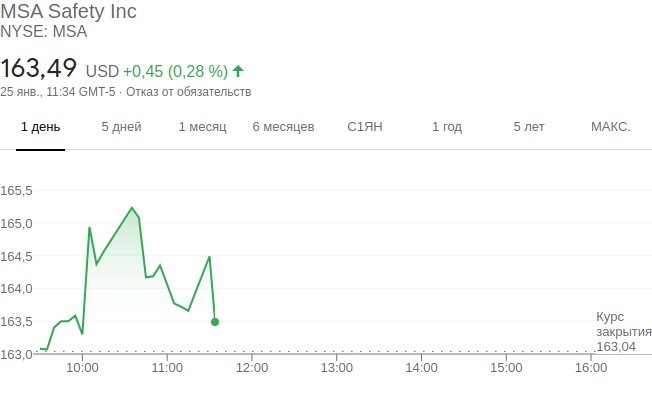 MSA Safety Inc
NYSE: MSA
163,49 USD +0,45 (0,28 %)
25 янв., 11:34 GMT-5 · Отказ от обязательств
1 день 5 дней 1 месяц 6 месяцев С1ЯН 1 год 5 лет МАКС.
165,5
165,0
164,5
164,0
163,5
163,0
Курс
закрытия
163,04
10:00 11:00 12:00 13:00 14:00 15:00 16:00